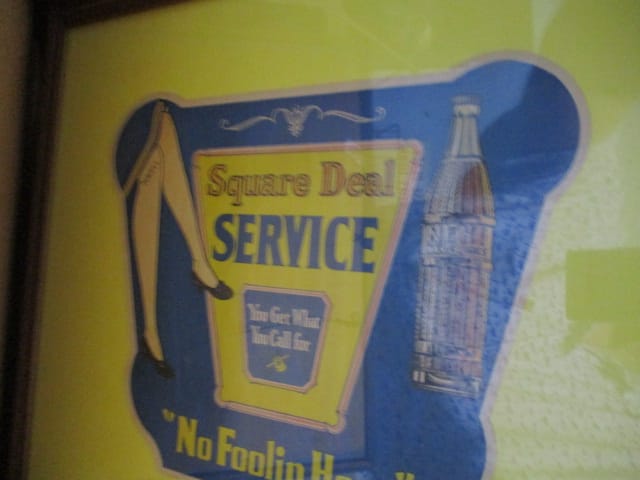 Square Deal
SERVICE
You Get What
You Call for
"No Foolin